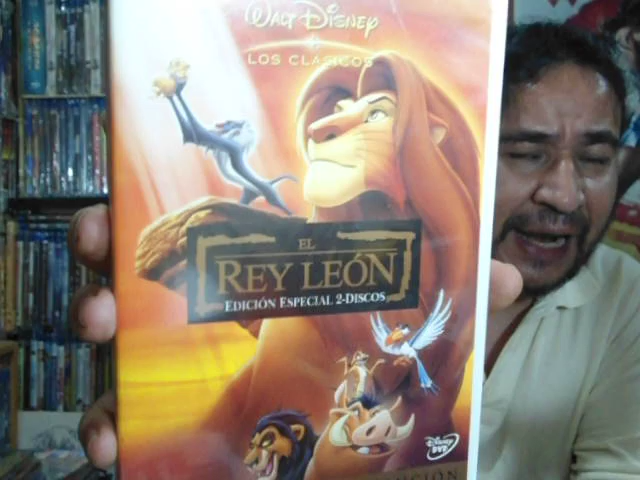 WALT DISNEY
LOS CLÁSICOS
EL
REY LEÓN
EDICIÓN ESPECIAL 2-DISCOS
DISNEY
DVD